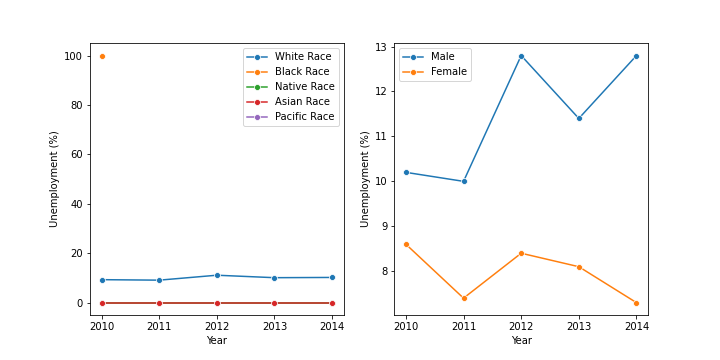 White Race
Black Race
Native Race
Asian Race
Pacific Race
Unemployment (%)
100
80
60
40
20
0
2010 2011 2012 2013 2014
Year
Male
Female
Unemployment (%)
13
12
11
10
9
8
2010 2011 2012 2013 2014
Year